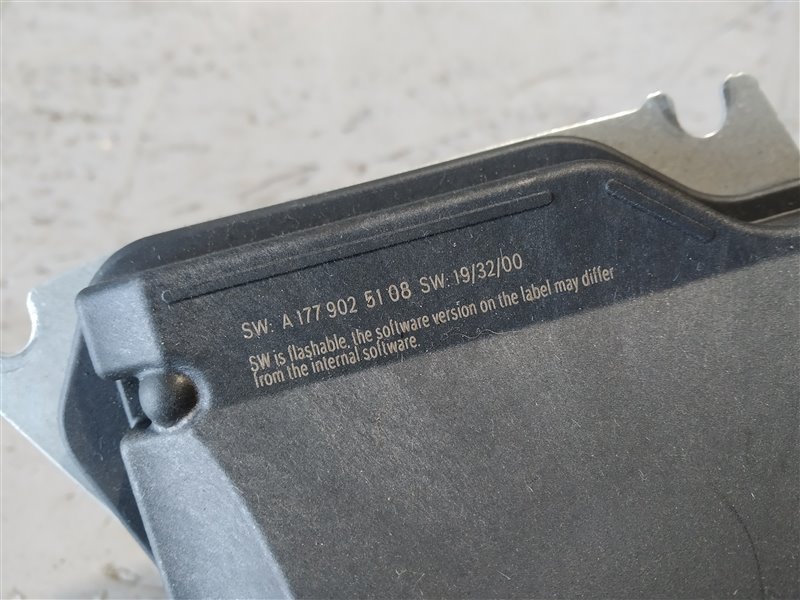 SW: A 177 902 51 08 SW: 19/32/00
SW is flashable, the software version on the label may differ
from the internal software.